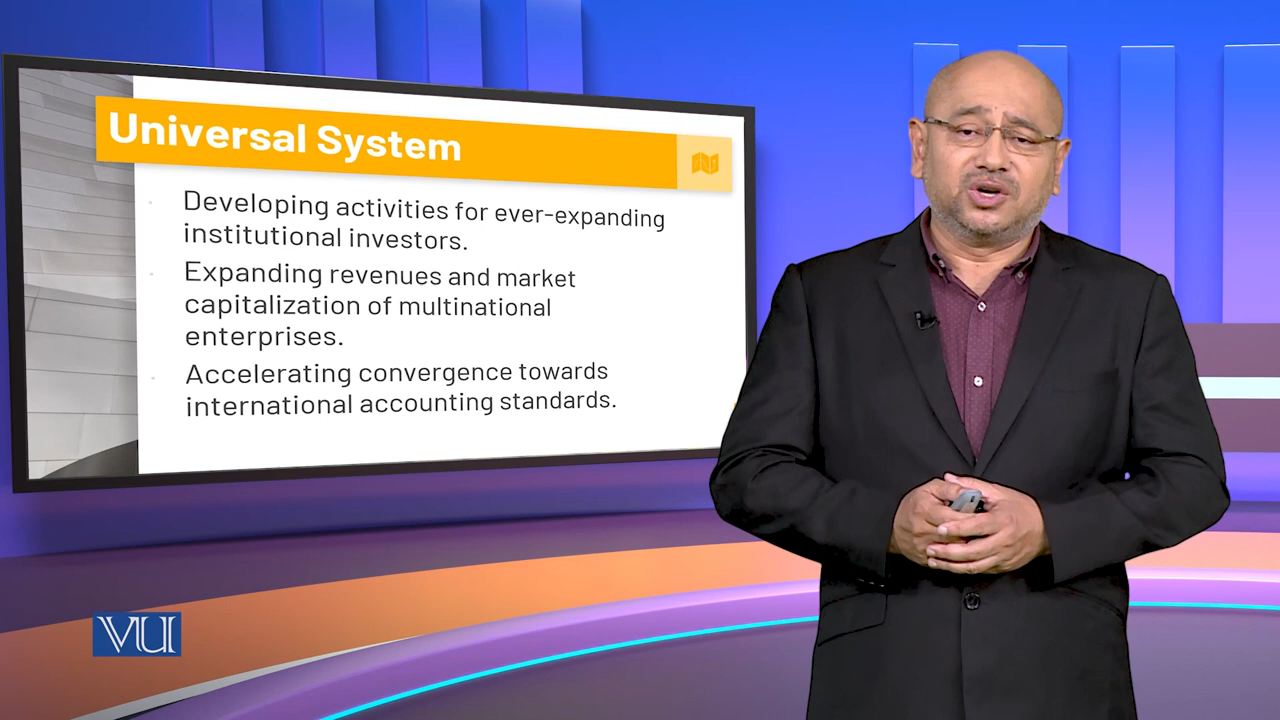 Universal System
Developing activities for ever-expanding
institutional investors.
Expanding revenues and market
capitalization of multinational
enterprises.
Accelerating convergence towards
international accounting standards.
VU